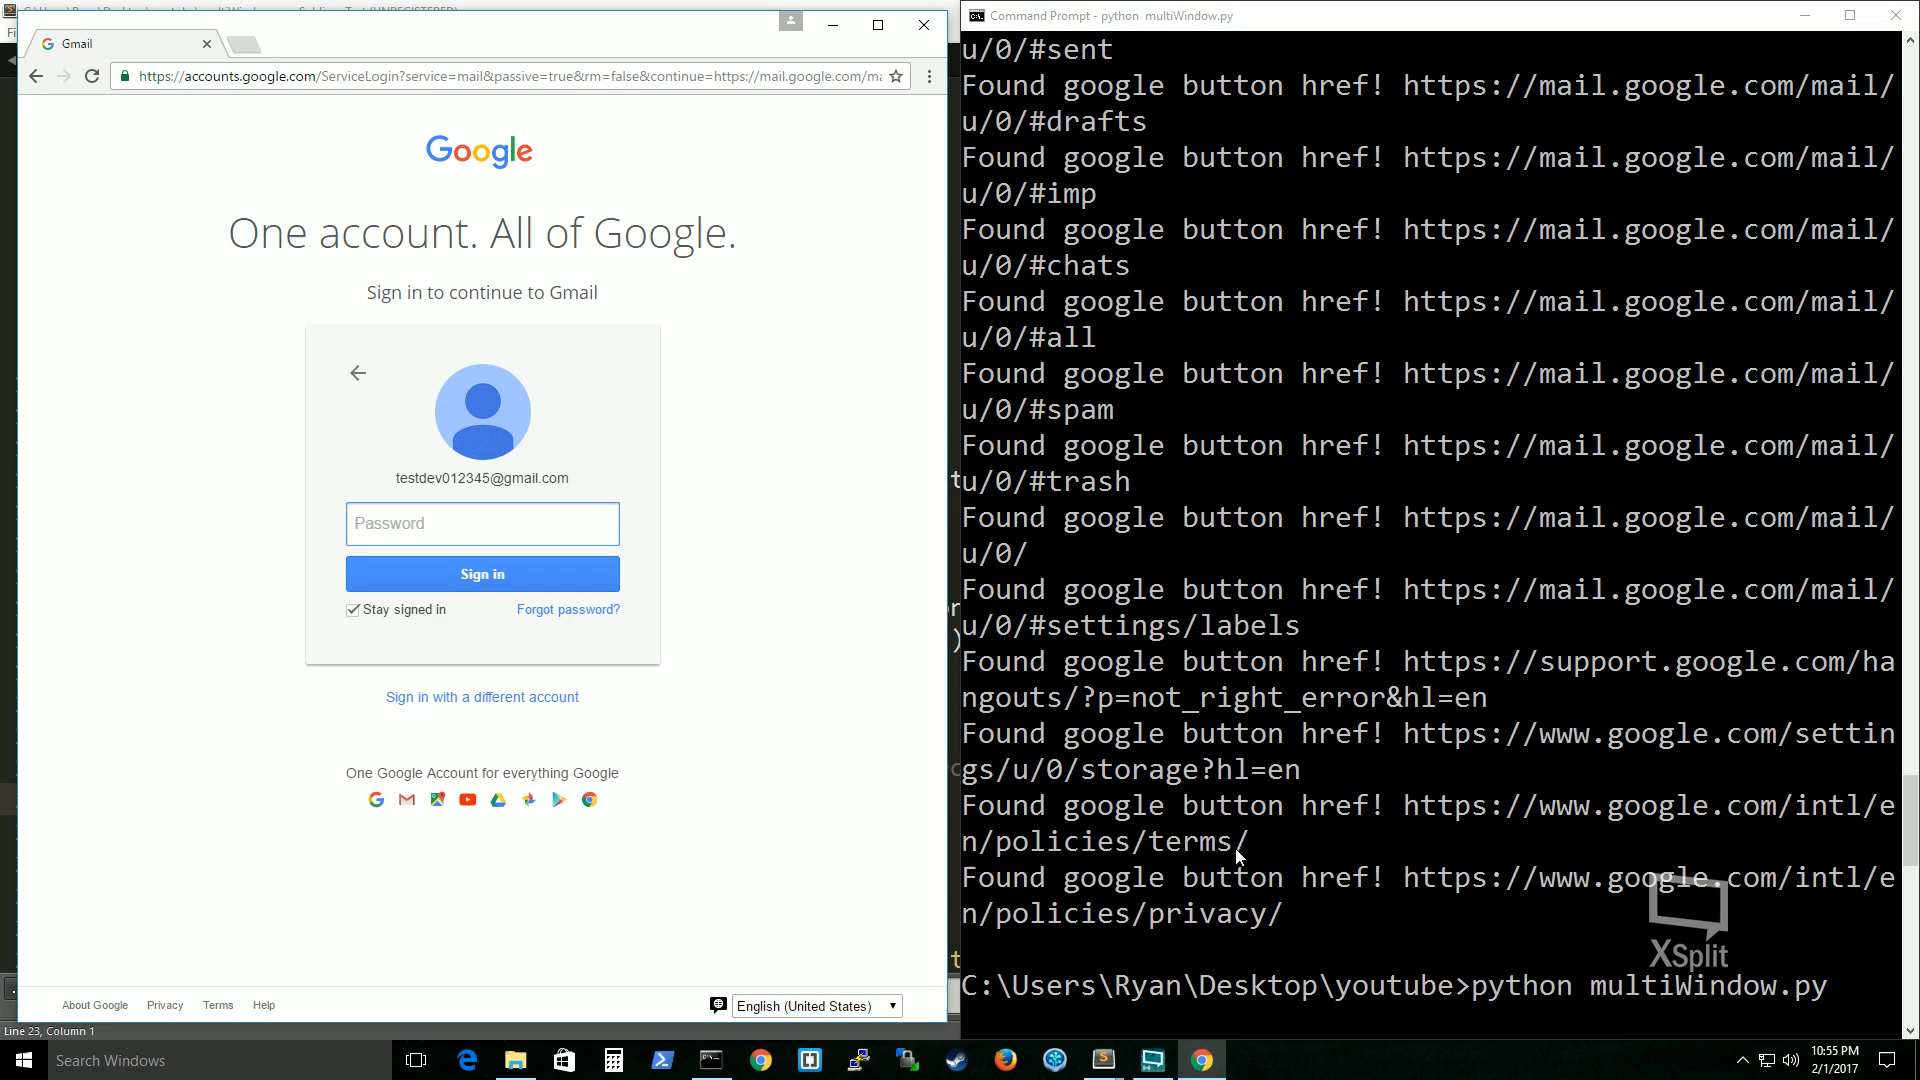 Gmail
https://accounts.google.com/ServiceLogin?service=mail&passive=true&rm=false&continue=https://mail.google.com/ma
Google
One account. All of Google.
Sign in to continue to Gmail
testdev012345@gmail.com
Password
Sign in
Stay signed in
Forgot password?
Sign in with a different account
One Google Account for everything Google
About Google
Privacy
Terms
Help
English (United States)
Line 23, Column 1
Command Prompt - python  multiWindow.py
u/0/#sent
Found google button href! https://mail.google.com/mail/
u/0/#drafts
Found google button href! https://mail.google.com/mail/
u/0/#imp
Found google button href! https://mail.google.com/mail/
u/0/#chats
Found google button href! https://mail.google.com/mail/
u/0/#all
Found google button href! https://mail.google.com/mail/
u/0/#spam
Found google button href! https://mail.google.com/mail/
u/0/#trash
Found google button href! https://mail.google.com/mail/
u/0/
Found google button href! https://mail.google.com/mail/
u/0/#settings/labels
Found google button href! https://support.google.com/ha
ngouts/?p=not_right_error&hl=en
Found google button href! https://www.google.com/settin
gs/u/0/storage?hl=en
Found google button href! https://www.google.com/intl/e
n/policies/terms/
Found google button href! https://www.google.com/intl/e
n/policies/privacy/
XSplit
C:\Users\Ryan\Desktop\youtube>python multiWindow.py
Search Windows
10:55 PM
2/1/2017